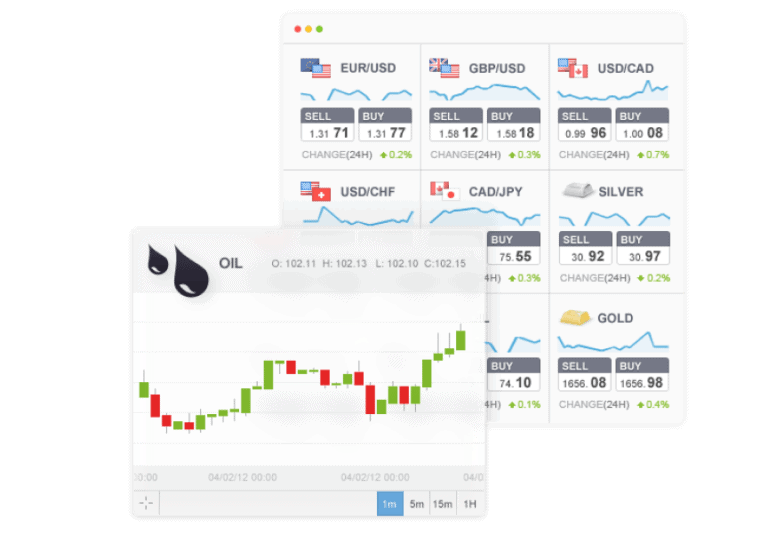 EUR/USD GBP/USD USD/CAD
SELL BUY SELL BUY SELL BUY
1.31 71 1.31 77 1.58 12 1.58 18 0.99 96 1.00 08
CHANGE(24H) 0.2% CHANGE(24H) 0.3% CHANGE(24H) 0.7%
USD/CHF CAD/JPY SILVER
BUY SELL BUY
75.55 30.92 30.97
4H) 0.3% CHANGE(24H) 0.2%
GOLD
BUY SELL BUY
74.10 1656.08 1656.98
4H) 0.1% CHANGE(24H) 0.4%
OIL O: 102.11 H: 102.13 L: 102.10 C:102.15
0:00 04/02/12 00:00 04/02/12 00:00 04/0
1m 5m 15m 1H